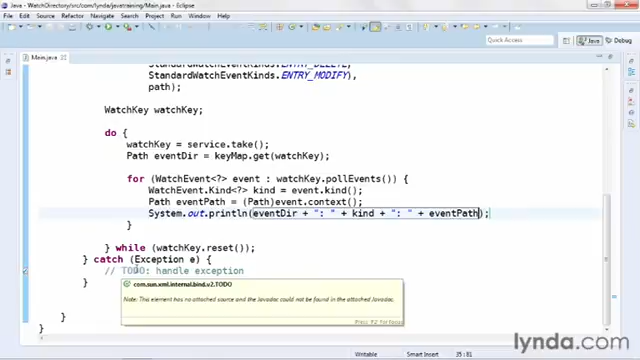 Java - WatchDirectory/src/com/lynda/javatraining/Main.java - Eclipse
File Edit Source Refactor Navigate Search Project Run Window Help
Quick Access
Java
Debug
Main.java
StandardWatchEventKinds.ENTRY_DELETE,
StandardWatchEventKinds.ENTRY_MODIFY),
path);
WatchKey watchKey;
do {
watchKey = service.take();
Path eventDir = keyMap.get(watchKey);
for (WatchEvent<?> event : watchKey.pollEvents()) {
WatchEvent.Kind<?> kind = event.kind();
Path eventPath = (Path)event.context();
System.out.println(eventDir + ": " + kind + ": " + eventPath);
}
} while (watchKey.reset());
} catch (Exception e) {
// TODO: handle exception
}
com.sun.xml.internal.bind.v2.TODO
Note: This element has no attached source and the Javadoc could not be found in the attached Javadoc.
Press 'F2' for focus
}
}
Writable
Smart Insert
35 : 81
lynda.com